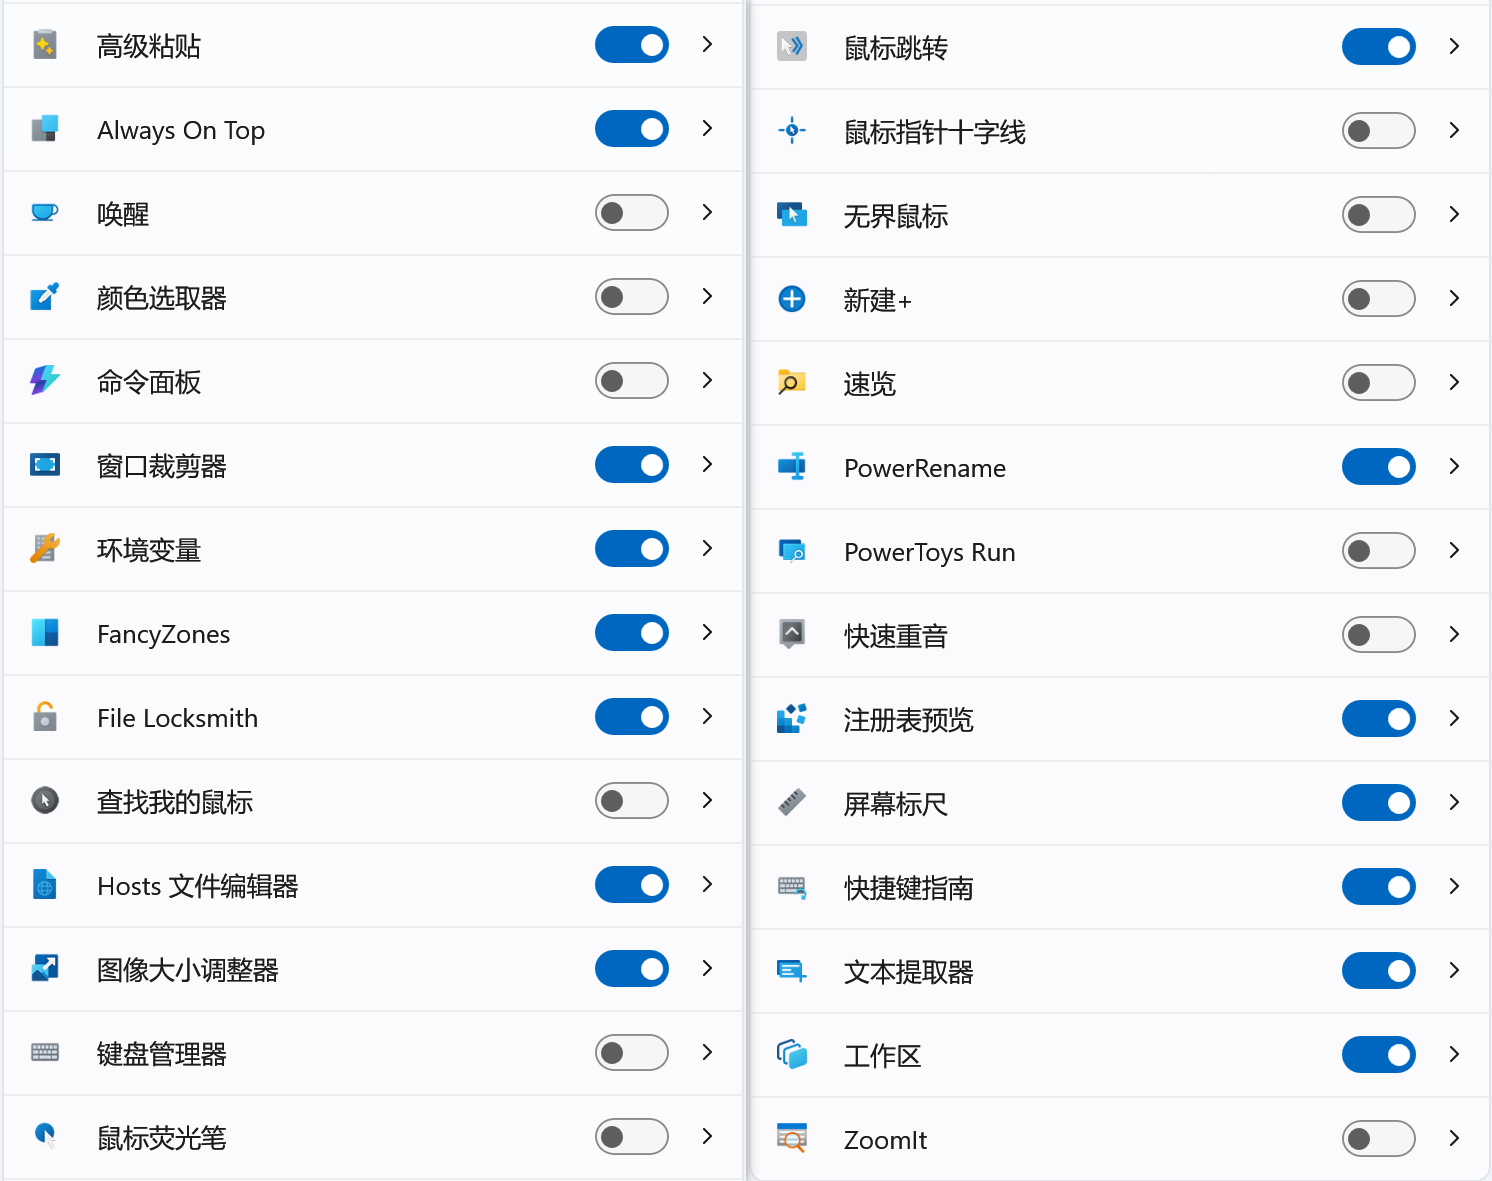 高级粘贴
Always On Top
唤醒
颜色选取器
命令面板
窗口裁剪器
环境变量
FancyZones
File Locksmith
查找我的鼠标
Hosts 文件编辑器
图像大小调整器
键盘管理器
鼠标荧光笔
鼠标跳转
鼠标指针十字线
无界鼠标
新建+
速览
PowerRename
PowerToys Run
快速重音
注册表预览
屏幕标尺
快捷键指南
文本提取器
工作区
ZoomIt